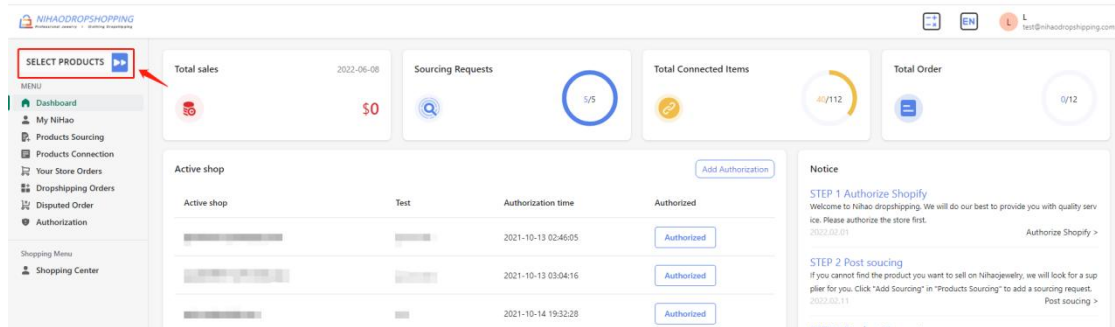 NIHAODROPSHOPPING
EN
L
L
test@nihaodropshipping.com
SELECT PRODUCTS
MENU
Dashboard
My NiHao
Products Sourcing
Products Connection
Your Store Orders
Dropshipping Orders
Disputed Order
Authorization
Shopping Menu
Shopping Center
Total sales
2022-06-08
$0
Sourcing Requests
5/5
Total Connected Items
40/112
Total Order
0/12
Active shop
Add Authorization
Active shop Test Authorization time Authorized
2021-10-13 02:46:05 Authorized
2021-10-13 03:04:16 Authorized
2021-10-14 19:32:28 Authorized
Notice
STEP 1 Authorize Shopify
Welcome to Nihao dropshipping. We will do our best to provide you with quality serv
ice. Please authorize the store first.
2022.02.01 Authorize Shopify >
STEP 2 Post soucing
If you cannot find the product you want to sell on Nihaojewelry, we will look for a sup
plier for you. Click "Add Sourcing" in "Products Sourcing" to add a sourcing request.
2022.02.11 Post soucing >